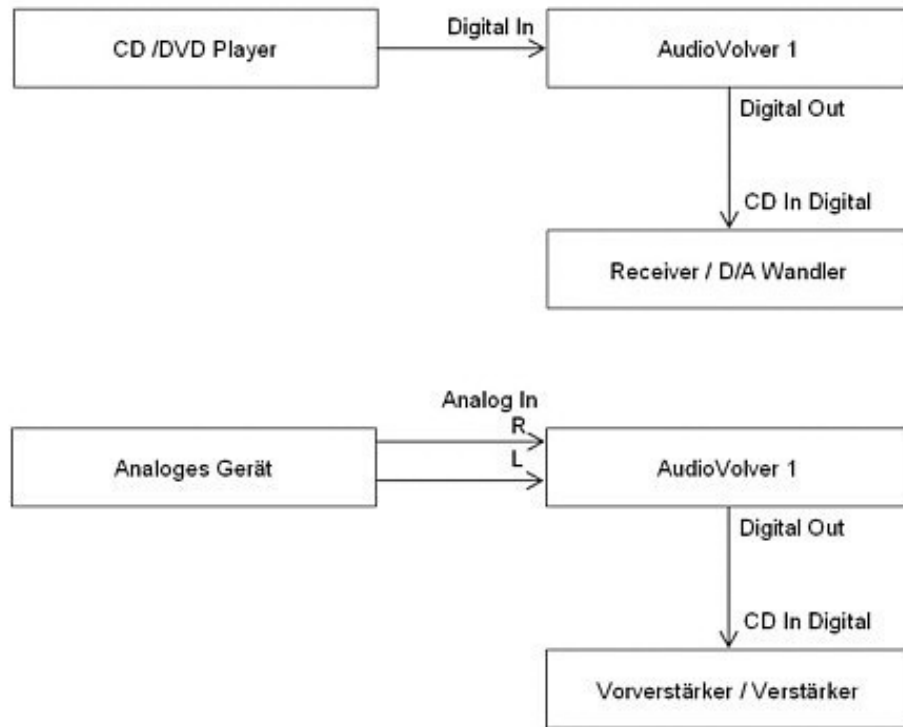 Digital In
CD /DVD Player
AudioVolver 1
Digital Out
CD In Digital
Receiver / D/A Wandler
Analog In
R
L
Analoges Gerät
AudioVolver 1
Digital Out
CD In Digital
Vorverstärker / Verstärker